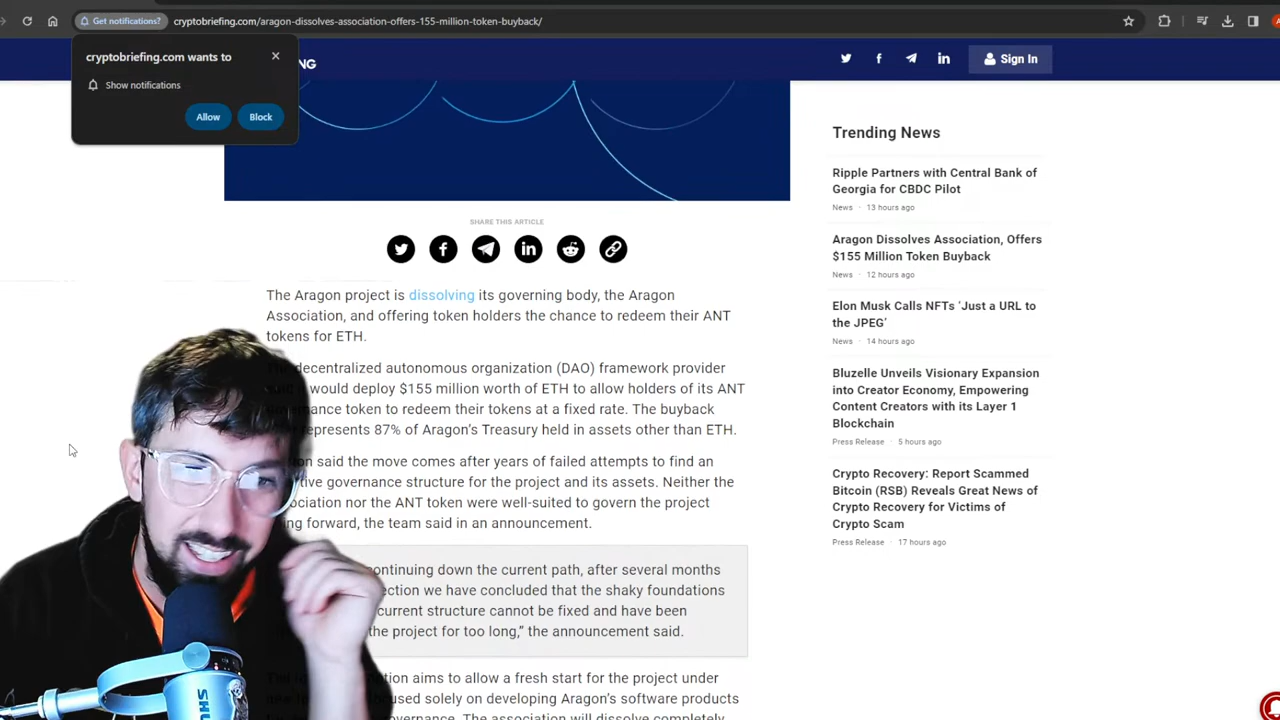 Get notifications?
cryptobriefing.com/aragon-dissolves-association-offers-155-million-token-buyback/
cryptobriefing.com wants to
Show notifications
Allow
Block
NG
Sign In
SHARE THIS ARTICLE
The Aragon project is dissolving its governing body, the Aragon
Association, and offering token holders the chance to redeem their ANT
tokens for ETH.
decentralized autonomous organization (DAO) framework provider
would deploy $155 million worth of ETH to allow holders of its ANT
token to redeem their tokens at a fixed rate. The buyback
represents 87% of Aragon's Treasury held in assets other than ETH.
said the move comes after years of failed attempts to find an
governance structure for the project and its assets. Neither the
nor the ANT token were well-suited to govern the project
forward, the team said in an announcement.
continuing down the current path, after several months
we have concluded that the shaky foundations
current structure cannot be fixed and have been
the project for too long,” the announcement said.
aims to allow a fresh start for the project under
solely on developing Aragon's software products
The association will dissolve completely
Trending News
Ripple Partners with Central Bank of
Georgia for CBDC Pilot
News · 13 hours ago
Aragon Dissolves Association, Offers
$155 Million Token Buyback
News · 12 hours ago
Elon Musk Calls NFTs ‘Just a URL to
the JPEG’
News · 14 hours ago
Bluzelle Unveils Visionary Expansion
into Creator Economy, Empowering
Content Creators with its Layer 1
Blockchain
Press Release · 5 hours ago
Crypto Recovery: Report Scammed
Bitcoin (RSB) Reveals Great News of
Crypto Recovery for Victims of
Crypto Scam
Press Release · 17 hours ago